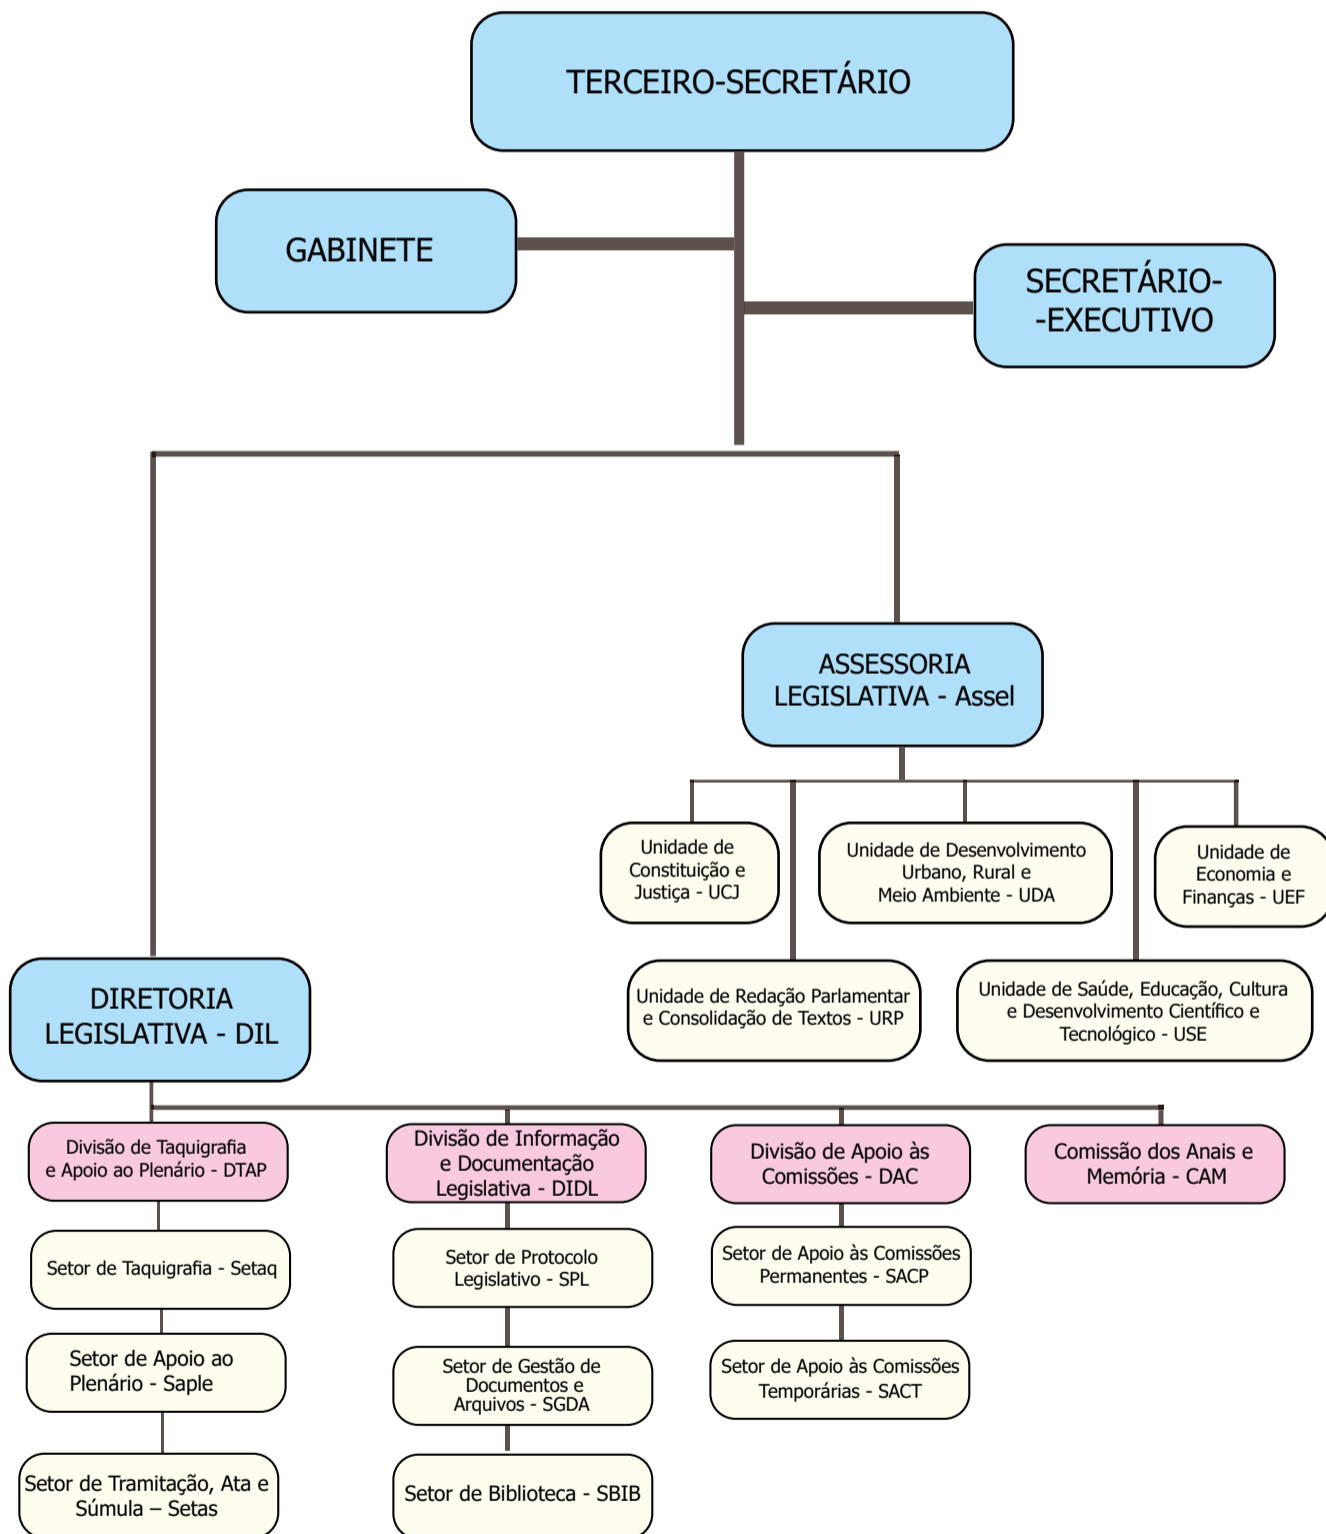 TERCEIRO-SECRETÁRIO
GABINETE
SECRETÁRIO-
-EXECUTIVO
ASSESSORIA
LEGISLATIVA - Assel
Unidade de
Constituição e
Justiça - UCJ
Unidade de Desenvolvimento
Urbano, Rural e
Meio Ambiente - UDA
Unidade de
Economia e
Finanças - UEF
Unidade de Redação Parlamentar
e Consolidação de Textos - URP
Unidade de Saúde, Educação, Cultura
e Desenvolvimento Científico e
Tecnológico - USE
DIRETORIA
LEGISLATIVA - DIL
Divisão de Taquigrafia
e Apoio ao Plenário - DTAP
Setor de Taquigrafia - Setaq
Setor de Apoio ao
Plenário - Saple
Setor de Tramitação, Ata e
Súmula – Setas
Divisão de Informação
e Documentação
Legislativa - DIDL
Setor de Protocolo
Legislativo - SPL
Setor de Gestão de
Documentos e
Arquivos - SGDA
Setor de Biblioteca - SBIB
Divisão de Apoio às
Comissões - DAC
Setor de Apoio às Comissões
Permanentes - SACP
Setor de Apoio às Comissões
Temporárias - SACT
Comissão dos Anais e
Memória - CAM